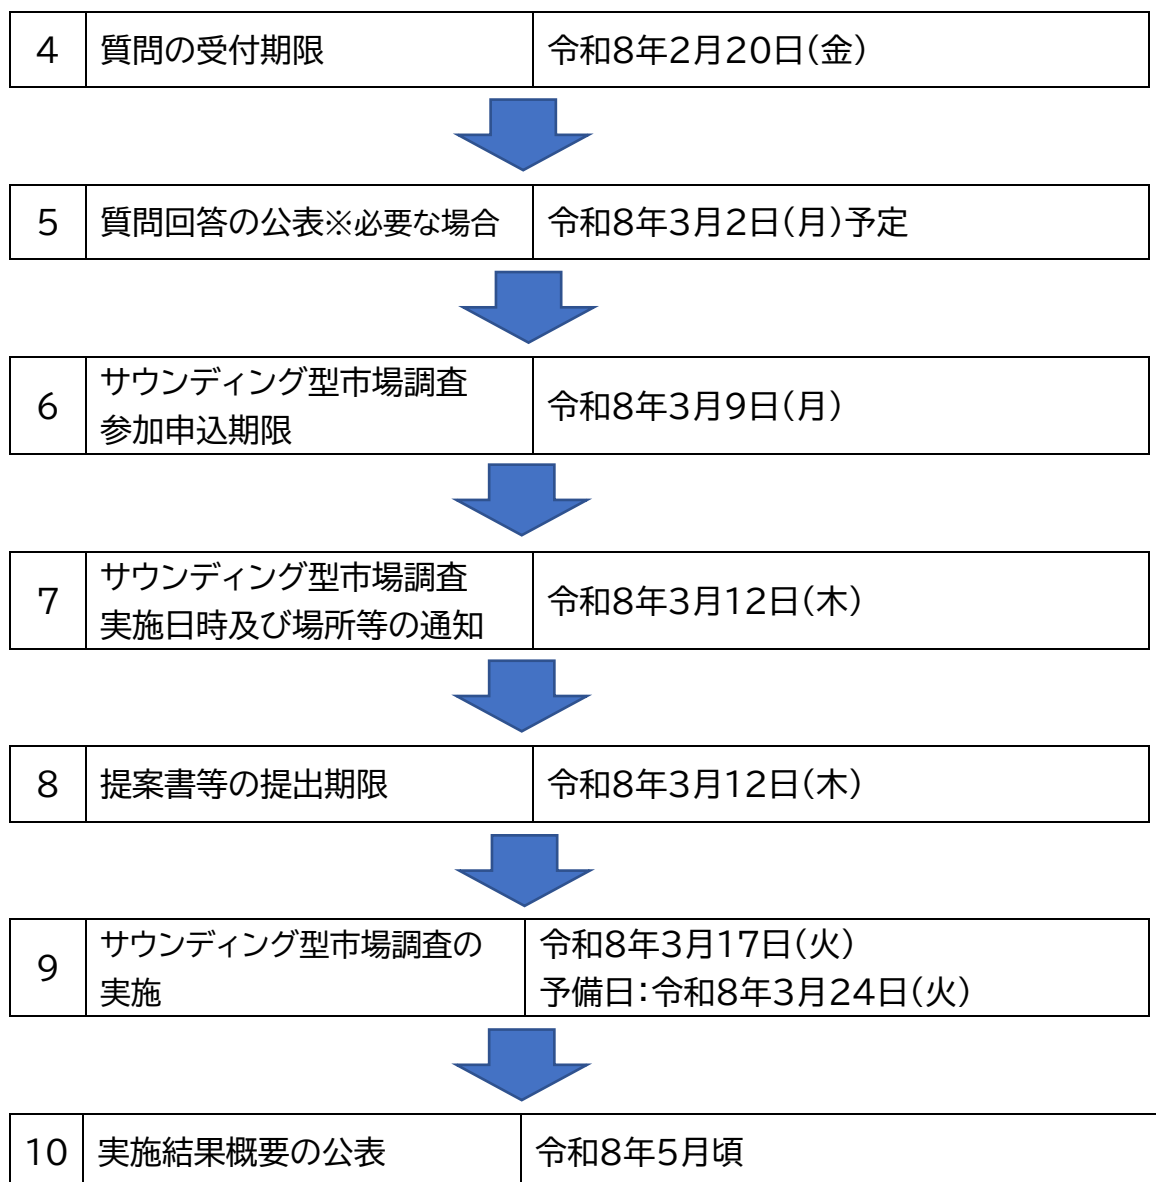 4 質問の受付期限 令和8年2月20日(金)
5 質問回答の公表※必要な場合 令和8年3月2日(月)予定
6 サウンディング型市場調査
参加申込期限 令和8年3月9日(月)
7 サウンディング型市場調査
実施日時及び場所等の通知 令和8年3月12日(木)
8 提案書等の提出期限 令和8年3月12日(木)
9 サウンディング型市場調査の
実施 令和8年3月17日(火)
予備日:令和8年3月24日(火)
10 実施結果概要の公表 令和8年5月頃